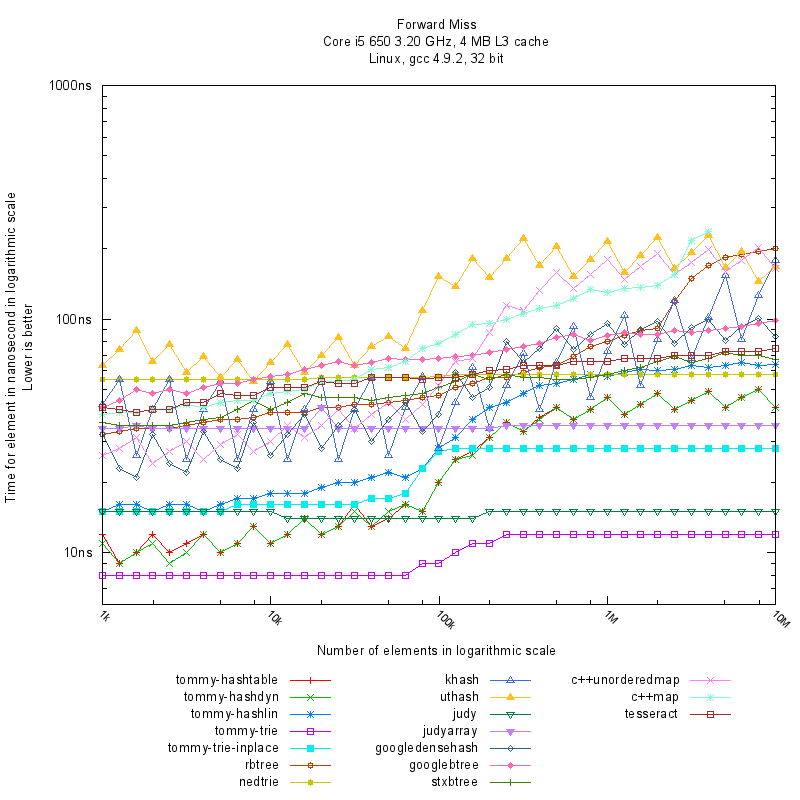 Forward Miss
Core i5 650 3.20 GHz, 4 MB L3 cache
Linux, gcc 4.9.2, 32 bit
Time for element in nanosecond in logarithmic scale
Lower is better
1000ns
100ns
10ns
1k
10k
100k
1M
10M
Number of elements in logarithmic scale
tommy-hashtable
tommy-hashdyn
tommy-hashlin
tommy-trie
tommy-trie-inplace
rbtree
nedtrie
khash
uthash
judy
judyarray
googledensehash
googlebtree
stxbtree
c++unorderedmap
c++map
tesseract